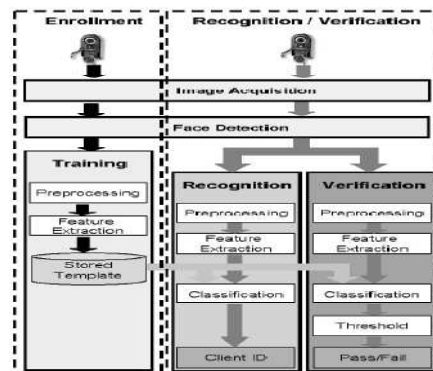 Enrollment
Recognition / Verification
Image Acquisition
Face Detection
Training
Preprocessing
Feature
Extraction
Stored
Template
Recognition
Preprocessing
Feature
Extraction
Classification
Client ID
Verification
Preprocessing
Feature
Extraction
Classification
Threshold
Pass/Fail